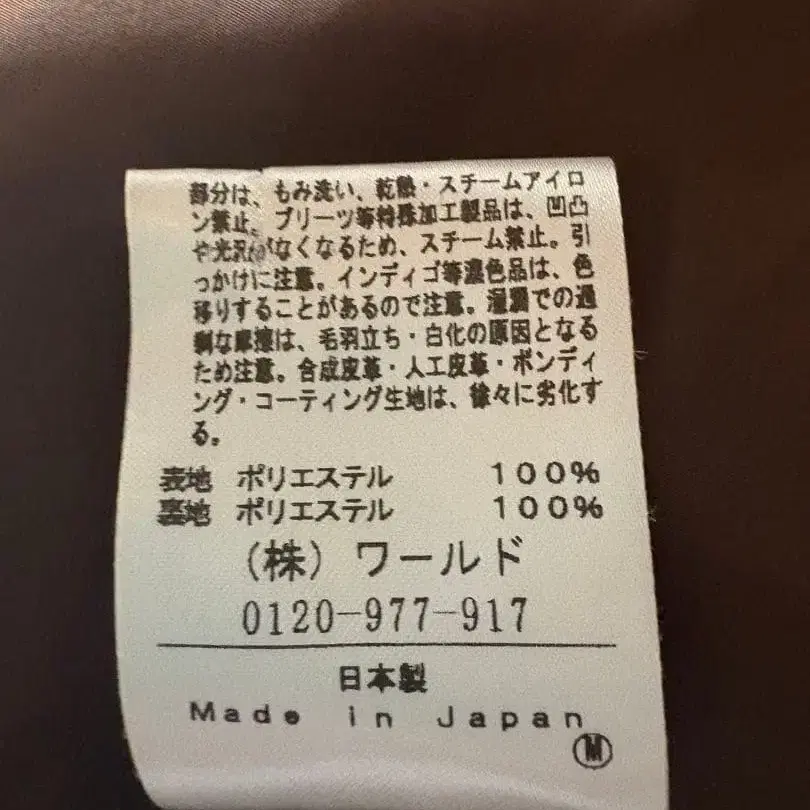 部分は、もみ洗い、乾熱・スチームアイロ
ン禁止。プリーツ等特殊加工製品は、凹凸
や光沢がなくなるため、スチーム禁止。引
っかけに注意。インディゴ等濃色品は、色
移りすることがあるので注意。湿潤での過
剰な摩擦は、毛羽立ち・白化の原因となる
ため注意。合成皮革・人工皮革・ボンディ
ング・コーティング生地は、徐々に劣化す
る。
表地 ポリエステル 100%
裏地 ポリエステル 100%
(株) ワールド
0120-977-917
日本製
Made in Japan
M